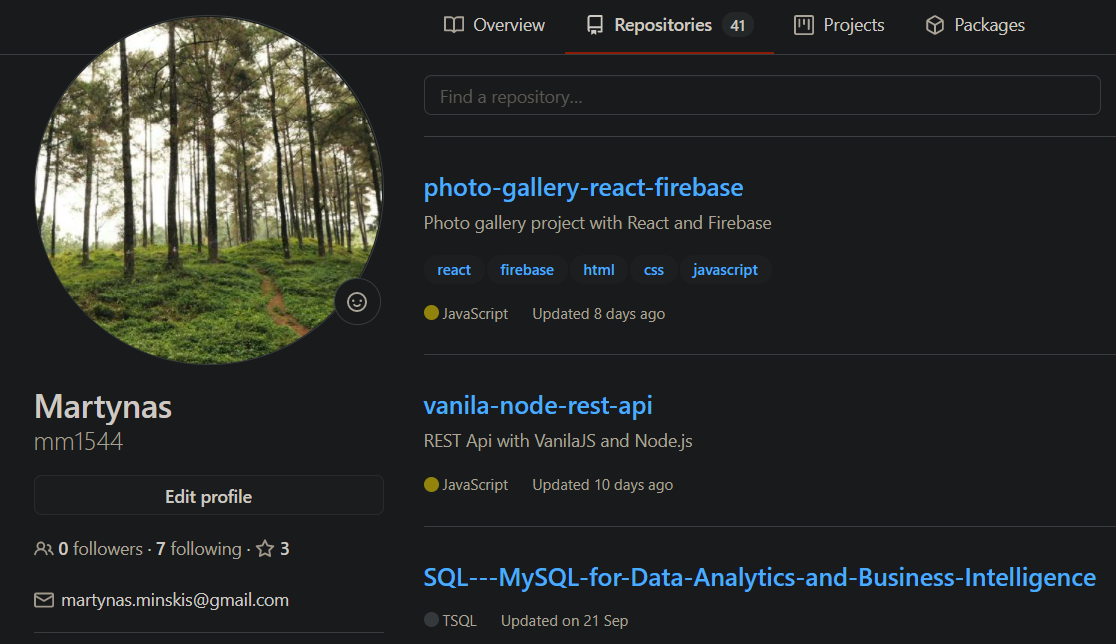 Overview
Repositories 41
Projects
Packages
Find a repository...
photo-gallery-react-firebase
Photo gallery project with React and Firebase
react firebase html css javascript
JavaScript Updated 8 days ago
vanila-node-rest-api
REST Api with VanilaJS and Node.js
JavaScript Updated 10 days ago
SQL---MySQL-for-Data-Analytics-and-Business-Intelligence
TSQL Updated on 21 Sep
Martynas
mm1544
Edit profile
0 followers · 7 following · 3
martynas.minskis@gmail.com